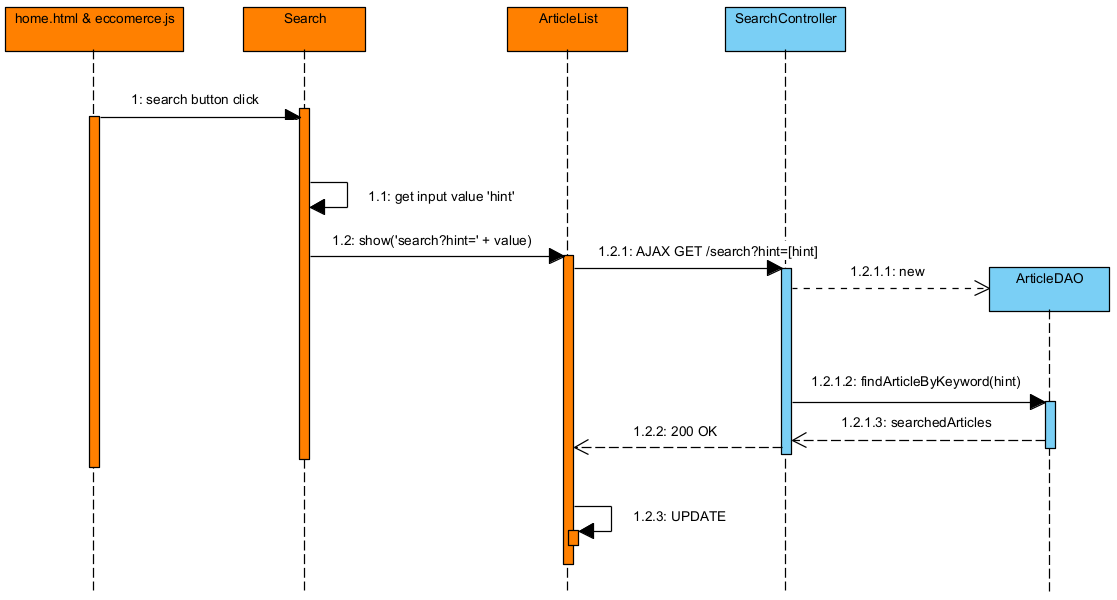 home.html & eccomerce.js
Search
ArticleList
SearchController
1: search button click
1.1: get input value 'hint'
1.2: show('search?hint=' + value)
1.2.1: AJAX GET /search?hint=[hint]
1.2.1.1: new
ArticleDAO
1.2.1.2: findArticleByKeyword(hint)
1.2.1.3: searchedArticles
1.2.2: 200 OK
1.2.3: UPDATE